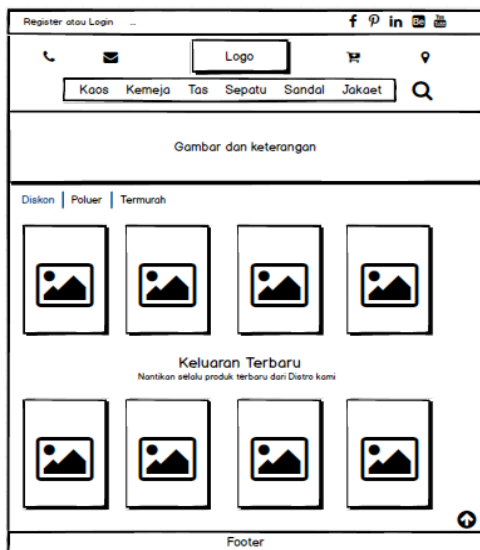 Register atau Login ...
Logo
Kaos Kemeja Tas Sepatu Sandal Jakaet
Gambar dan keterangan
Diskon Poluer Termurah
Keluaran Terbaru
Nantikan selalu produk terbaru dari Distro kami
Footer